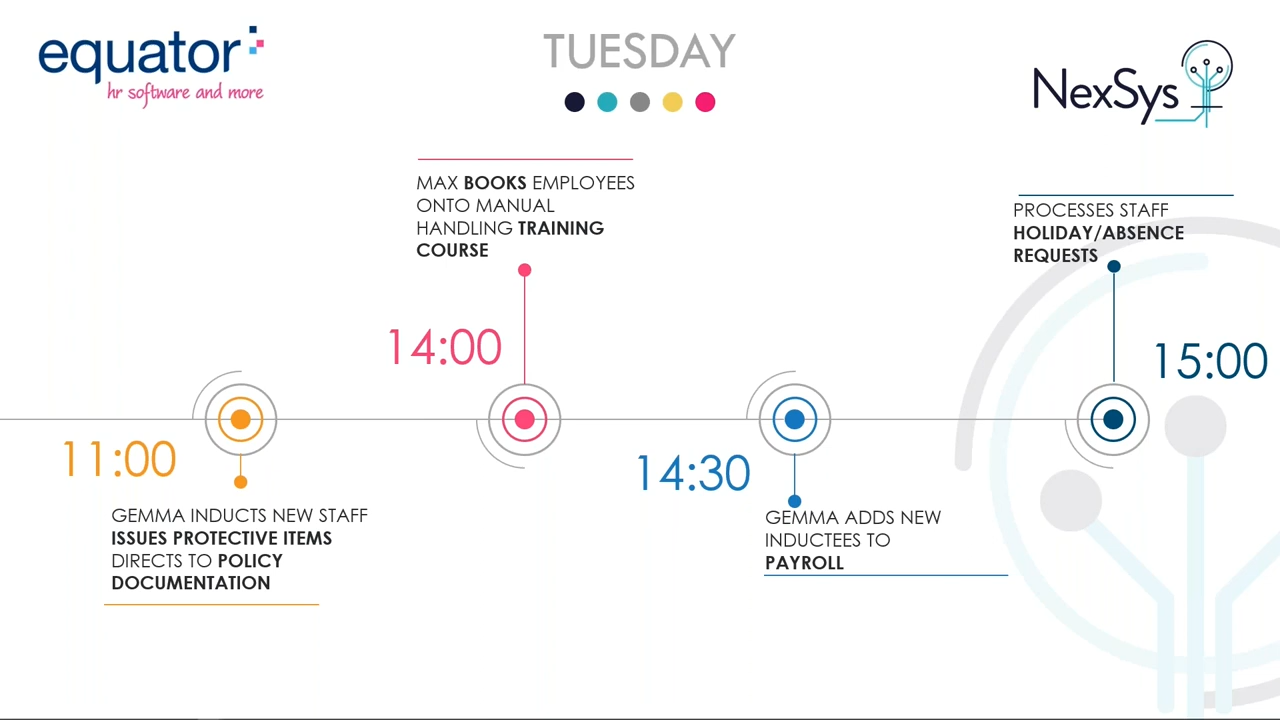 equator
hr software and more
TUESDAY
NexSys
MAX BOOKS EMPLOYEES
ONTO MANUAL
HANDLING TRAINING
COURSE
PROCESSES STAFF
HOLIDAY/ABSENCE
REQUESTS
14:00
15:00
11:00
GEMMA INDUCTS NEW STAFF
ISSUES PROTECTIVE ITEMS
DIRECTS TO POLICY
DOCUMENTATION
14:30
GEMMA ADDS NEW
INDUCTEES TO
PAYROLL